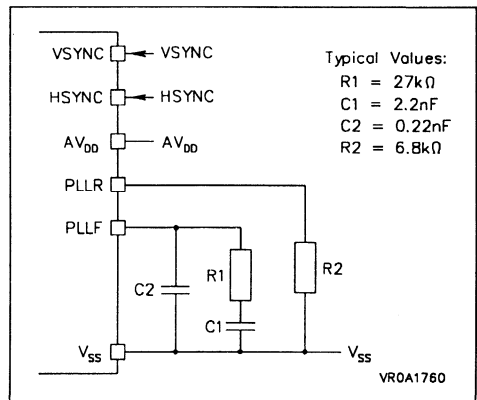 VSYNC VSYNC
HSYNC HSYNC
AVDD AVDD
PLLR
PLLF
VSS VSS
C2
R1
C1
R2
Typical Values:
R1 = 27kΩ
C1 = 2.2nF
C2 = 0.22nF
R2 = 6.8kΩ
VR0A1760